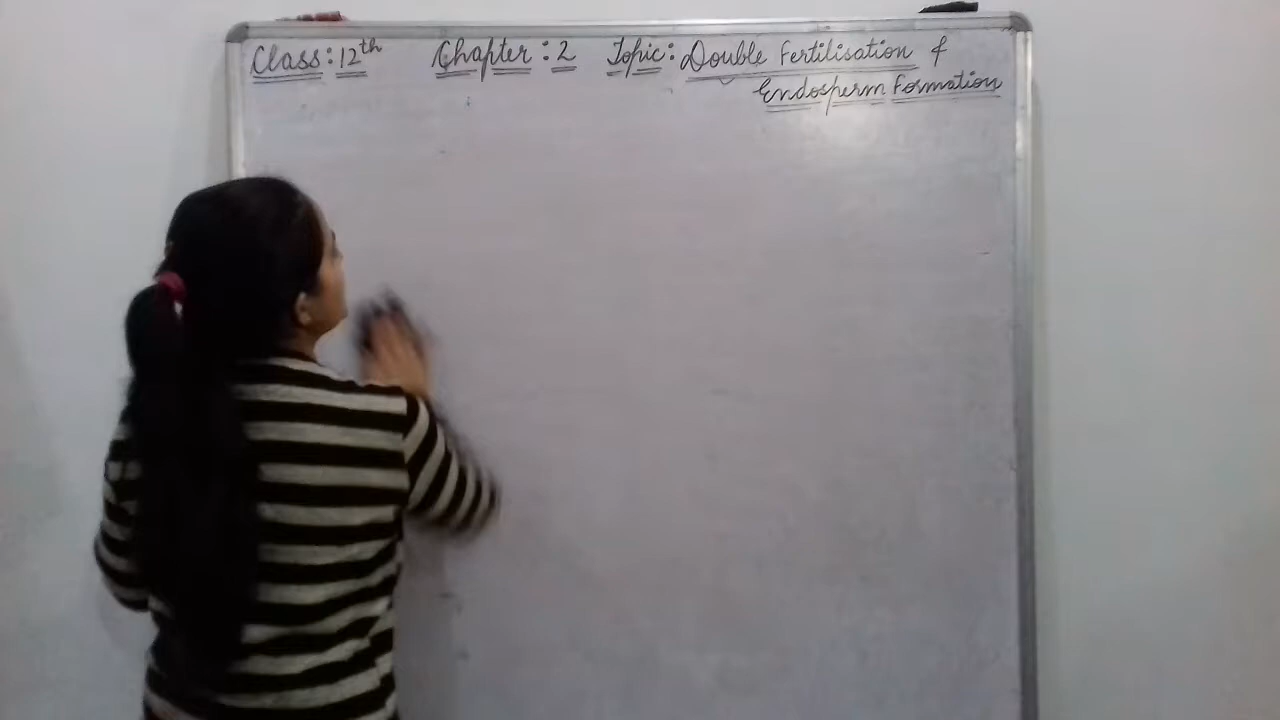 Class: 12th Chapter: 2 Topic: Double Fertilisation &
Endosperm Formation